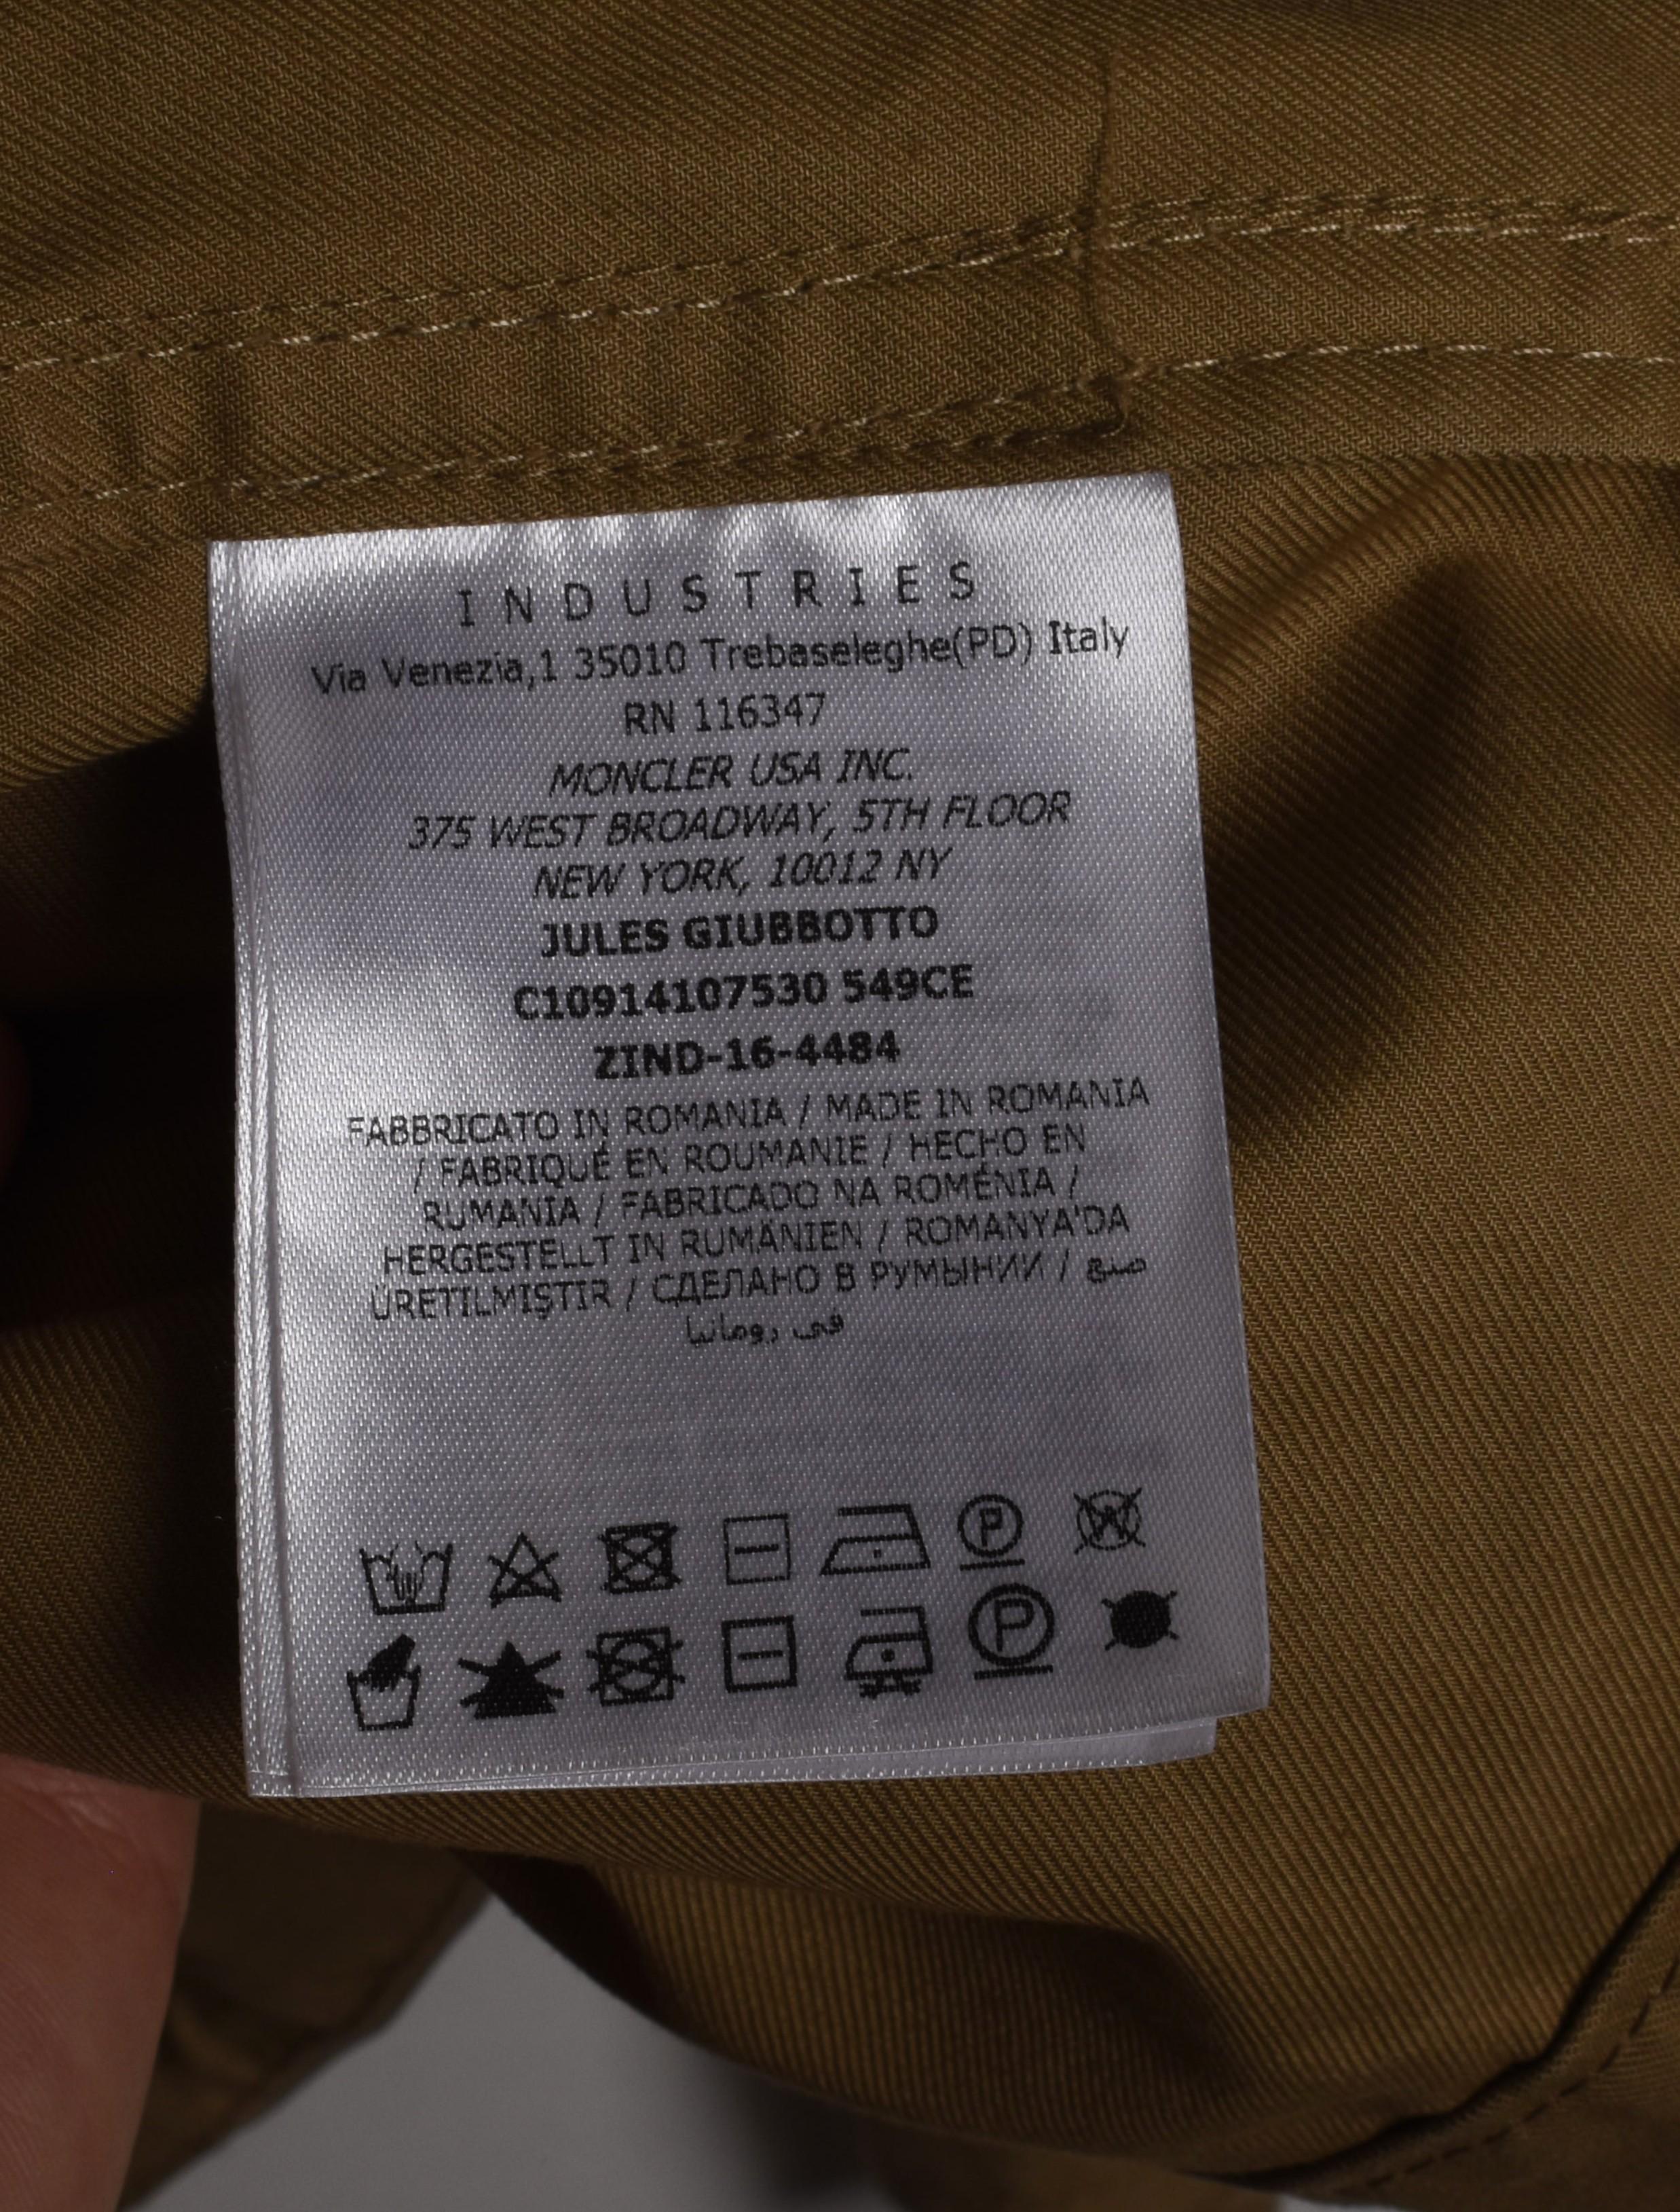 INDUSTRIES
Via Venezia,1 35010 Trebaseleghe(PD) Italy
RN 116347
MONCLER USA INC.
375 WEST BROADWAY, 5TH FLOOR
NEW YORK, 10012 NY
JULES GIUBBOTTO
C10914107530 549CE
ZIND-16-4484
FABBRICATO IN ROMANIA / MADE IN ROMANIA
/ FABRIQUÉ EN ROUMANIE / HECHO EN
RUMANIA / FABRICADO NA ROMÉNIA /
HERGESTELLT IN RUMÄNIEN / ROMANYA'DA
ÜRETILMIŞTIR / СДЕЛАНО В РУМЫНИИ / صنع
في رومانيا
P W
P